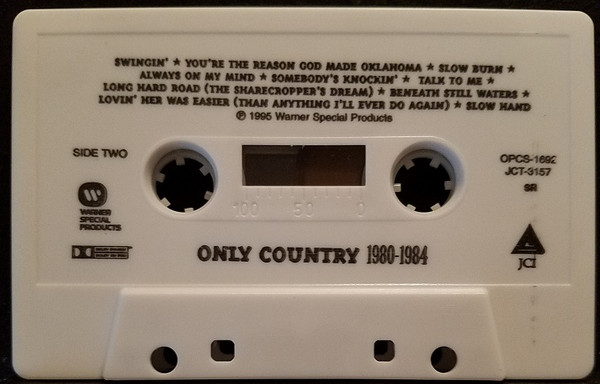 SWINGIN' ★ YOU'RE THE REASON GOD MADE OKLAHOMA ★ SLOW BURN ★
ALWAYS ON MY MIND ★ SOMEBODY'S KNOCKIN' ★ TALK TO ME ★
LONG HARD ROAD (THE SHARECROPPER'S DREAM) ★ BENEATH STILL WATERS ★
LOVIN' HER WAS EASIER (THAN ANYTHING I'LL EVER DO AGAIN) ★ SLOW HAND
℗ 1995 Warner Special Products
SIDE TWO
OPCS-1692
JCT-3157
SR
WARNER
SPECIAL
PRODUCTS
100 50 0
ONLY COUNTRY 1980-1984
JCI